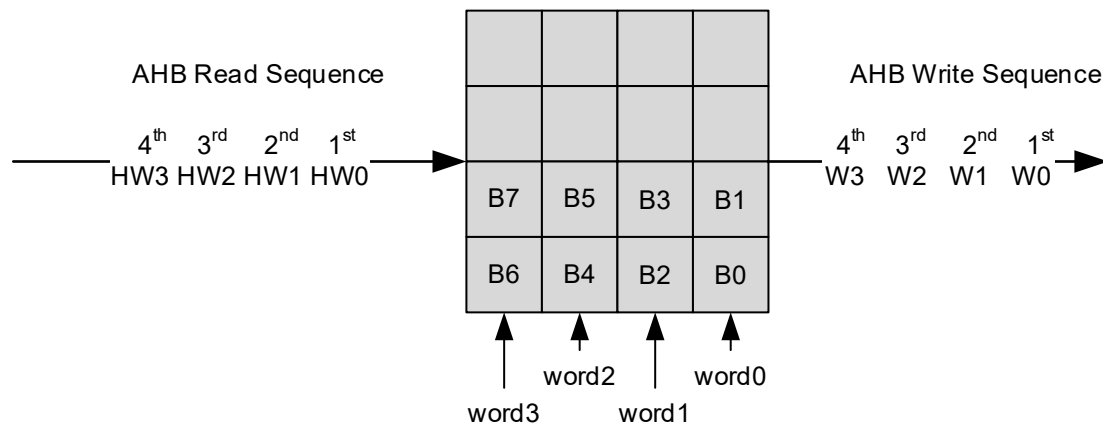 AHB Read Sequence
AHB Write Sequence
4th 3rd 2nd 1st
HW3 HW2 HW1 HW0
4th 3rd 2nd 1st
W3 W2 W1 W0
B7 B5 B3 B1
B6 B4 B2 B0
word2 word0
word3 word1